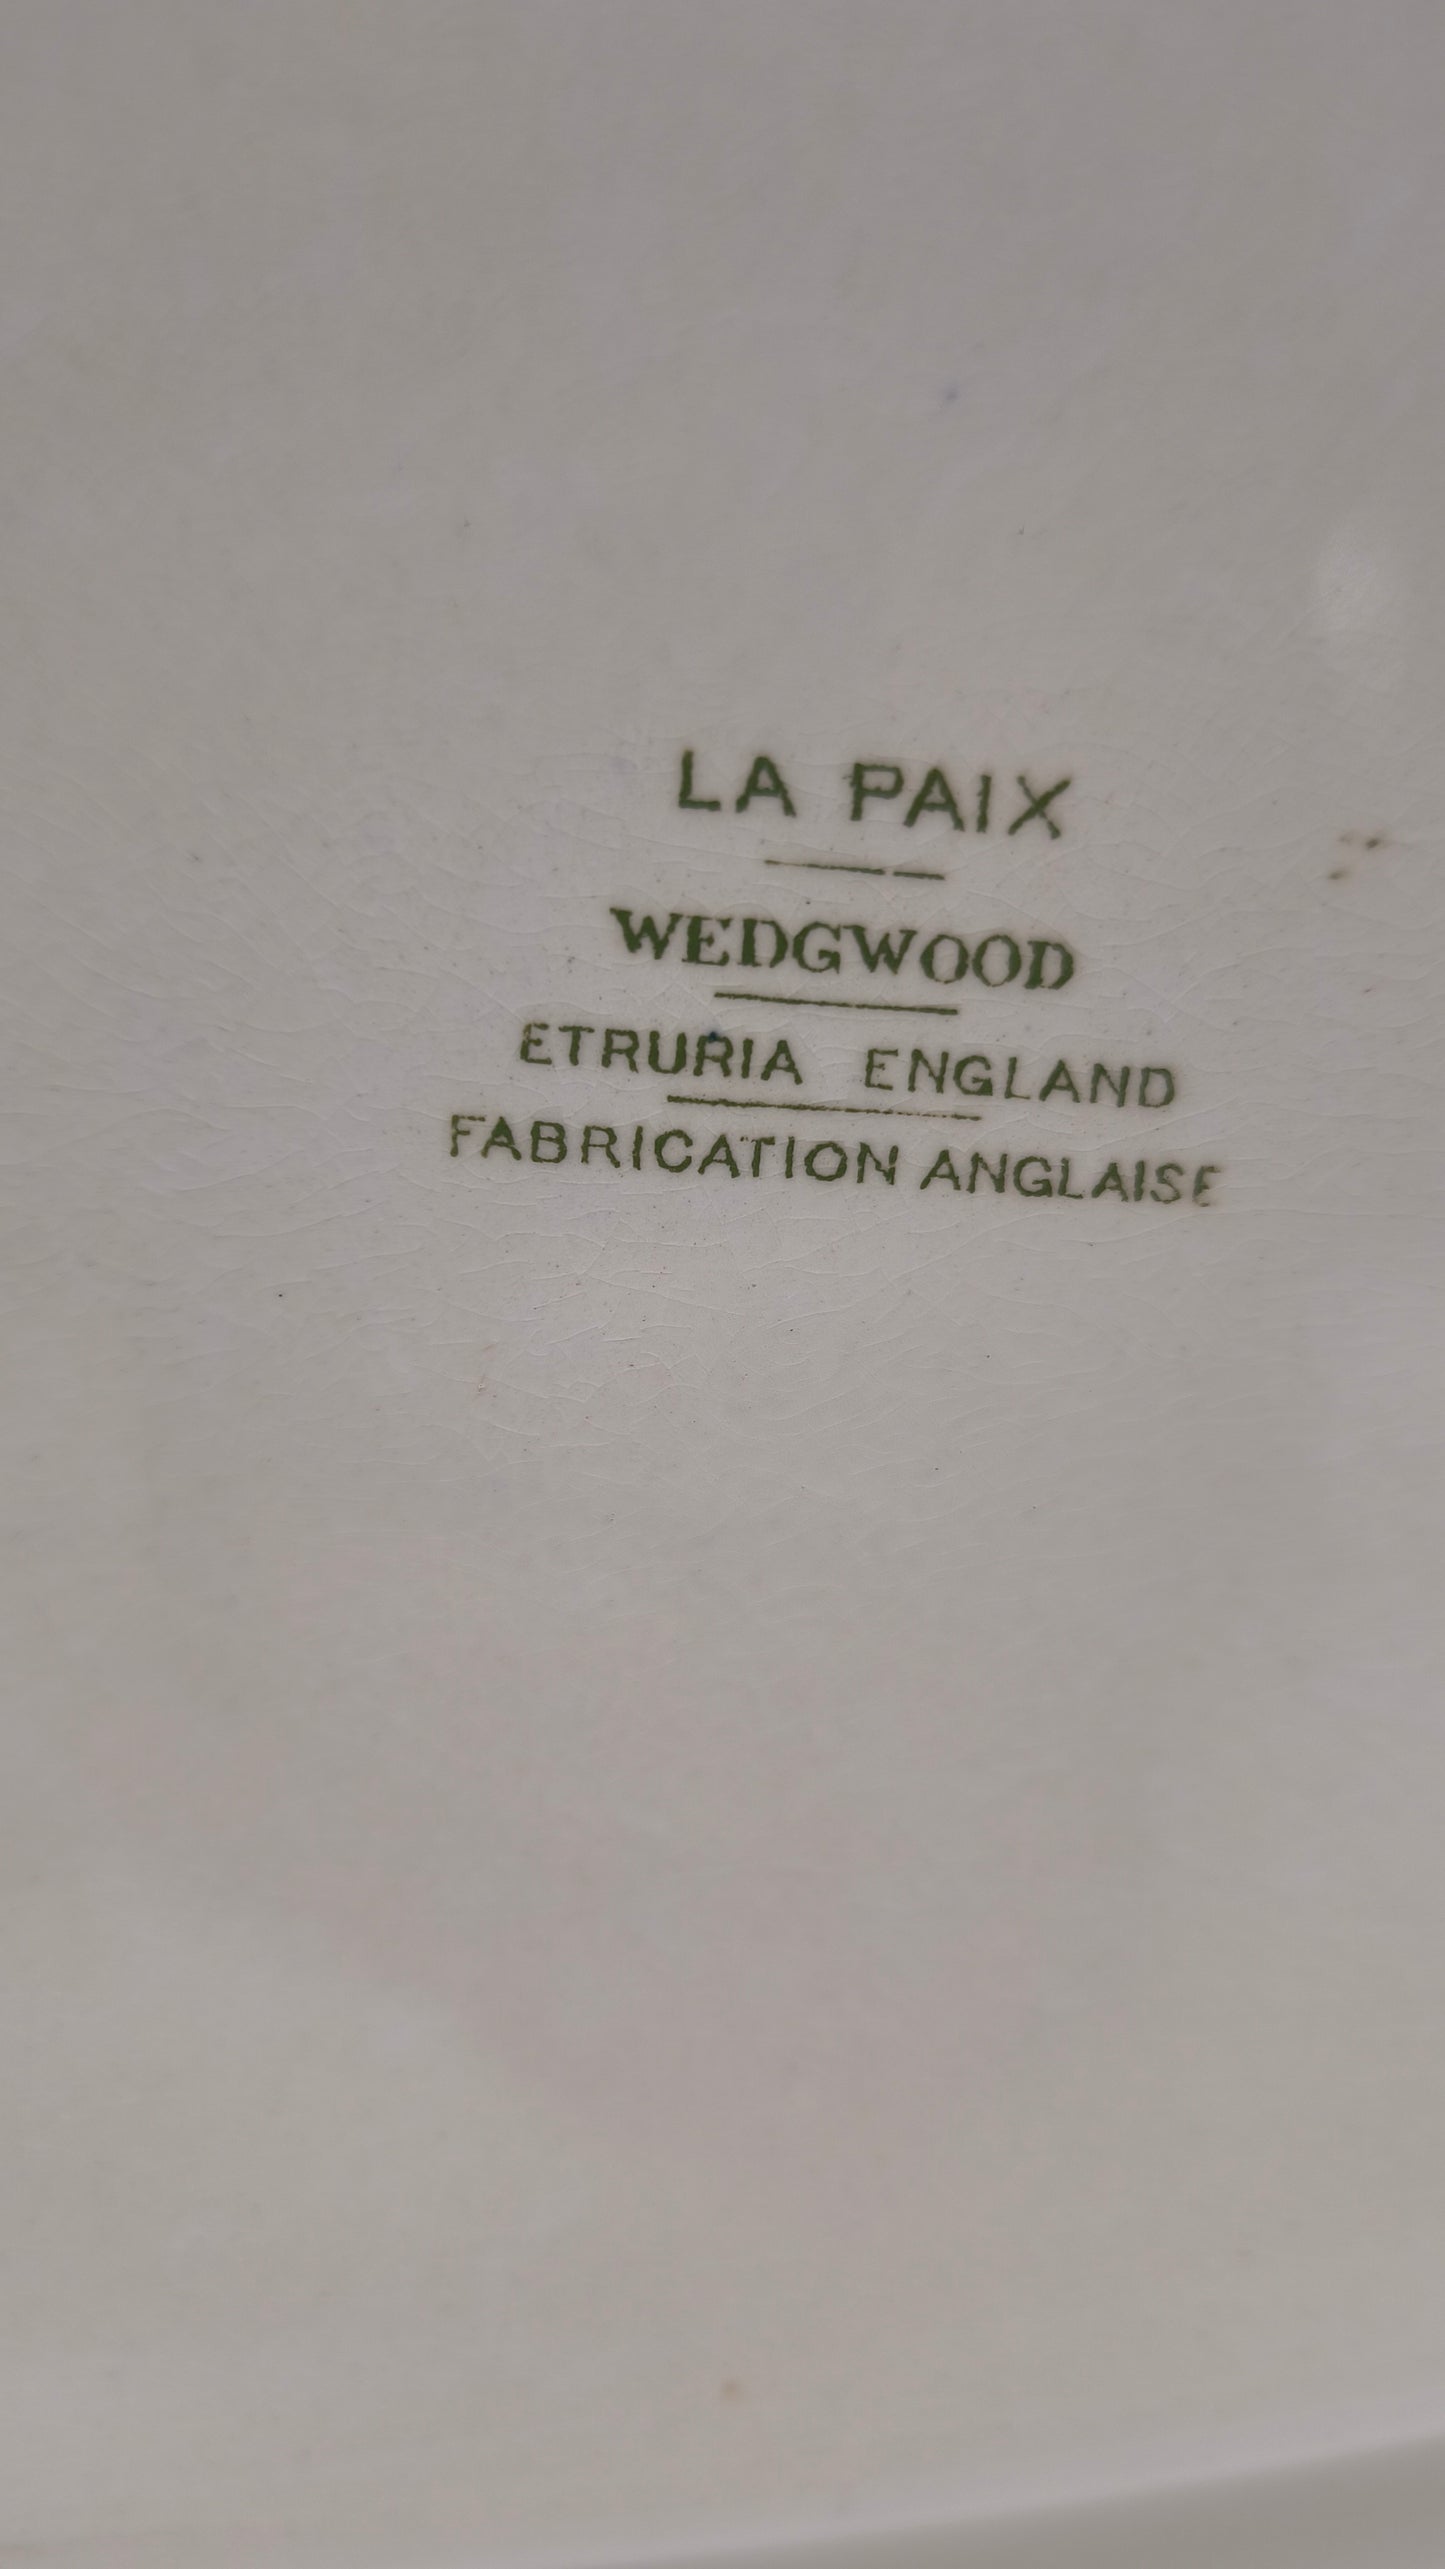 LA PAIX
WEDGWOOD
ETRURIA ENGLAND
FABRICATION ANGLAISE